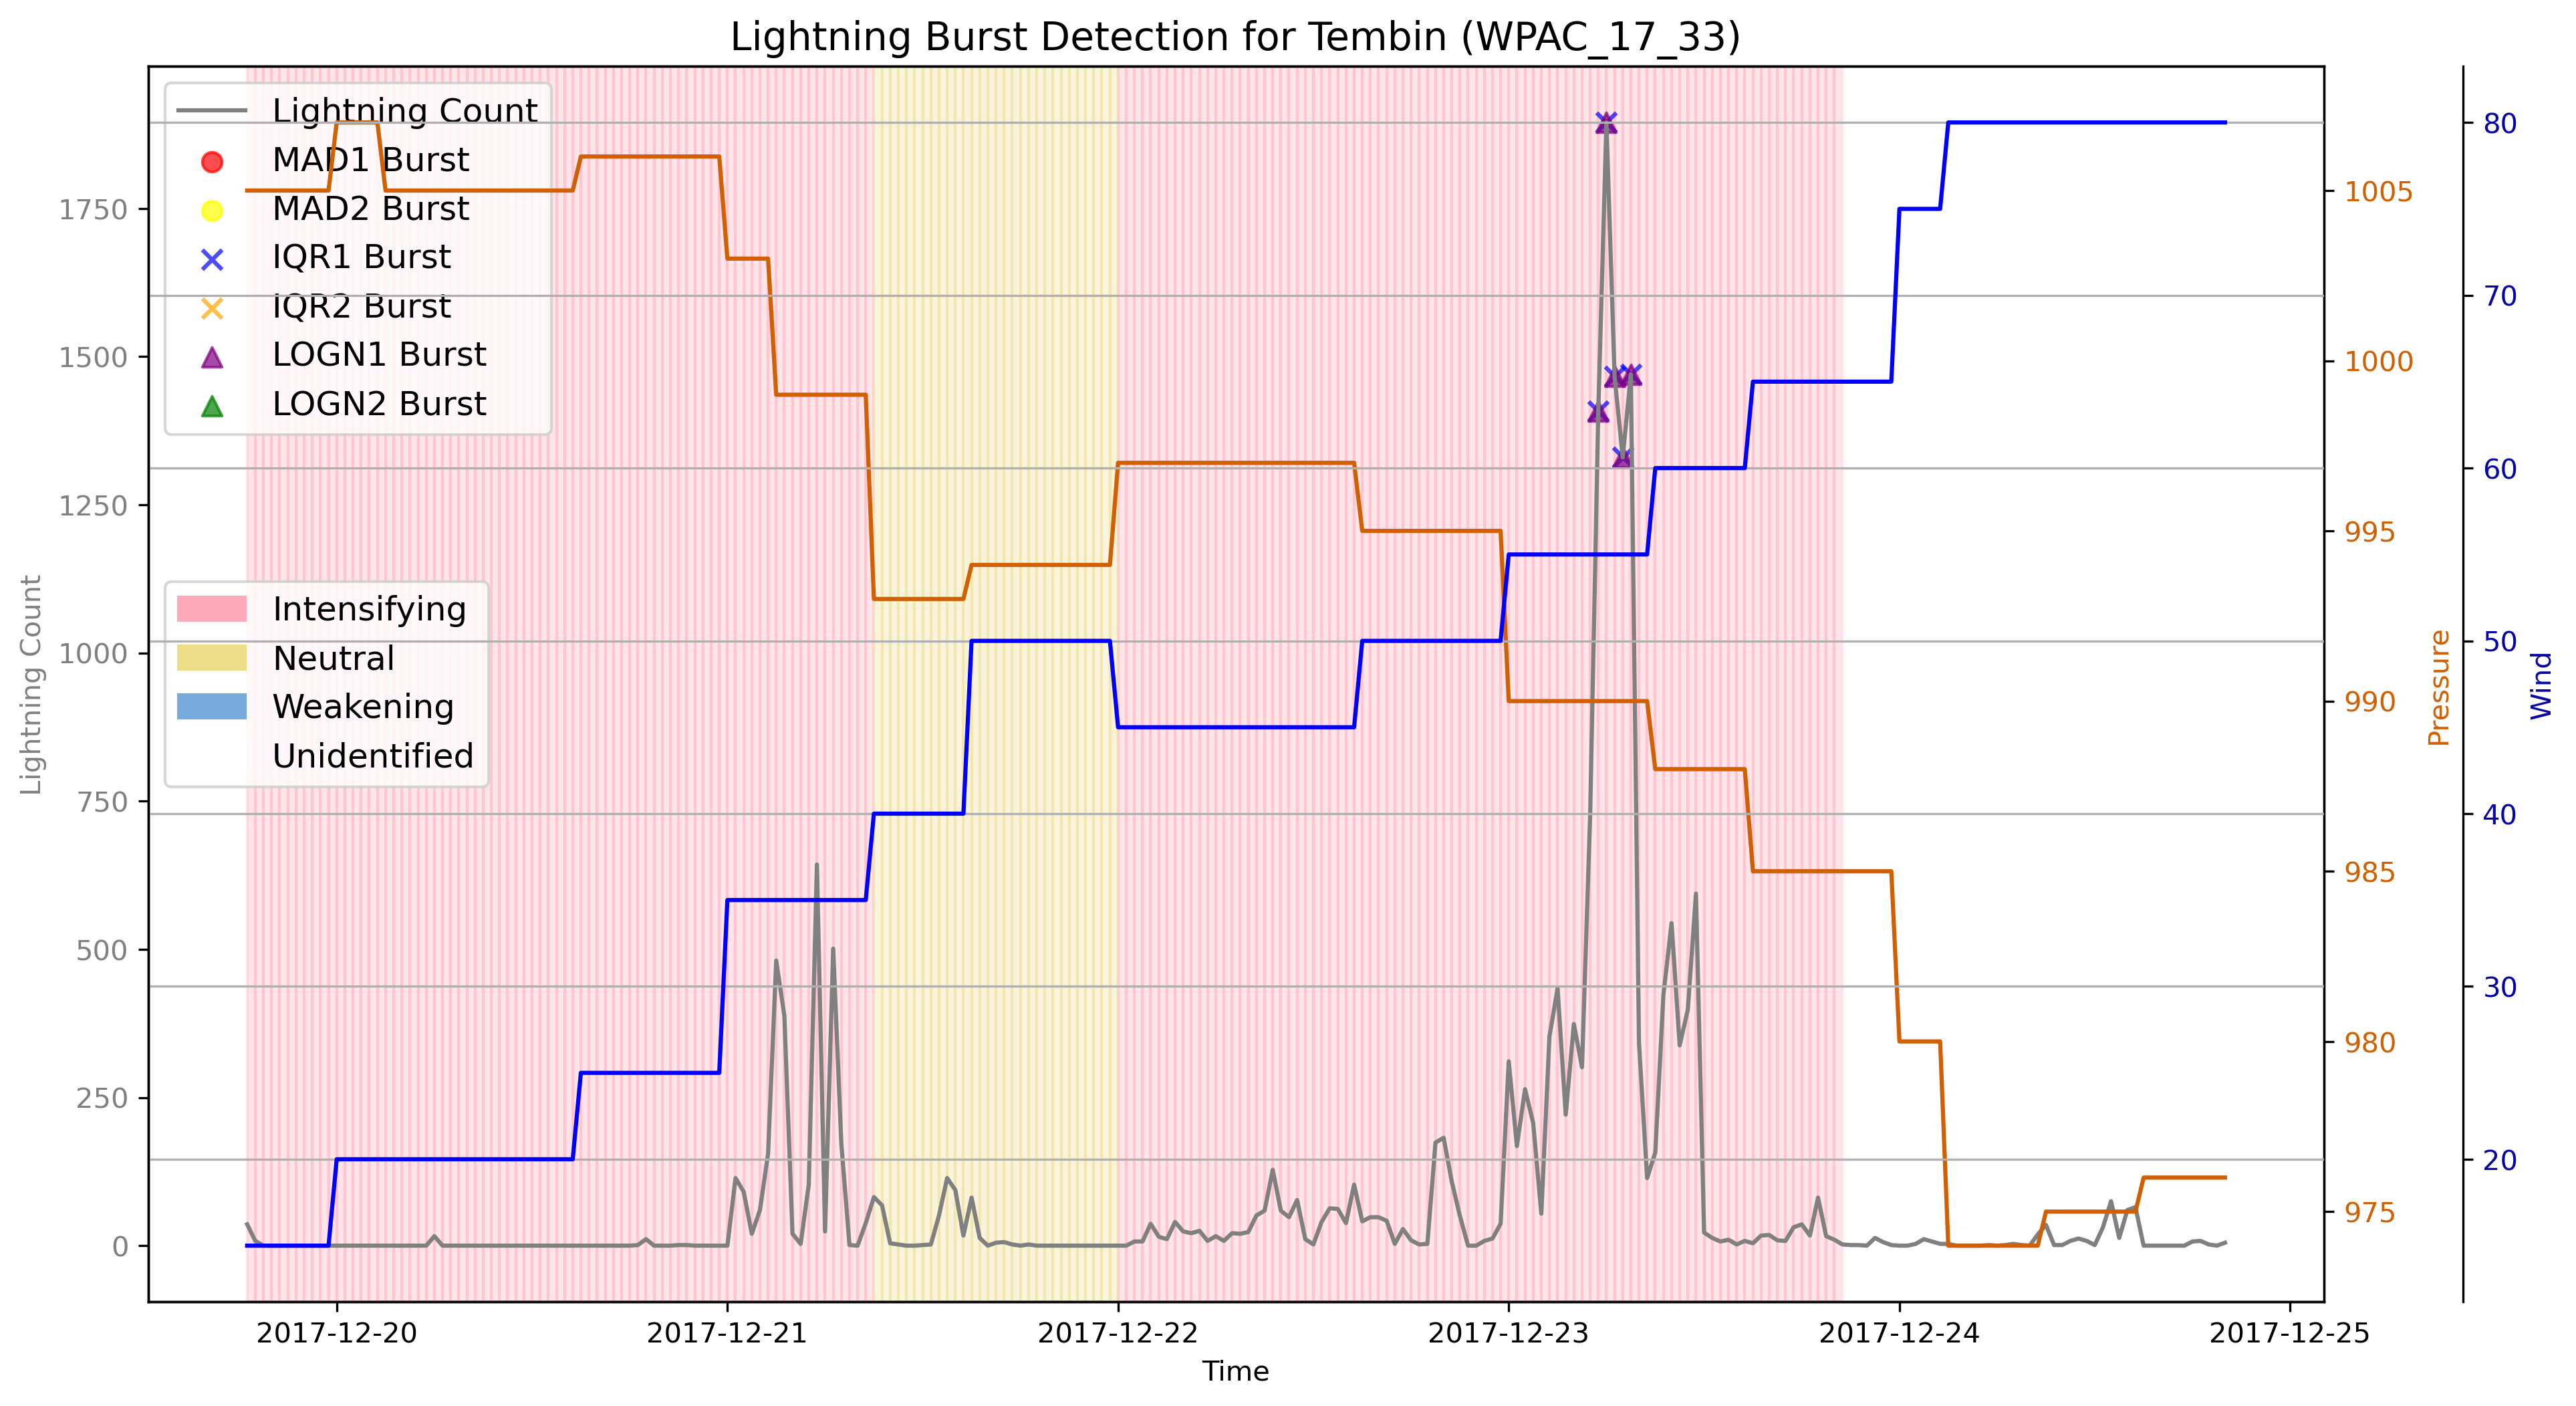 Lightning Burst Detection for Tembin (WPAC_17_33)
Lightning Count
MAD1 Burst
MAD2 Burst
IQR1 Burst
IQR2 Burst
LOGN1 Burst
LOGN2 Burst
Intensifying
Neutral
Weakening
Unidentified
Lightning Count
1750
1500
1250
1000
750
500
250
0
1005
1000
995
990
985
980
975
Pressure
80
70
60
50
40
30
20
Wind
2017-12-20
2017-12-21
2017-12-22
2017-12-23
2017-12-24
2017-12-25
Time